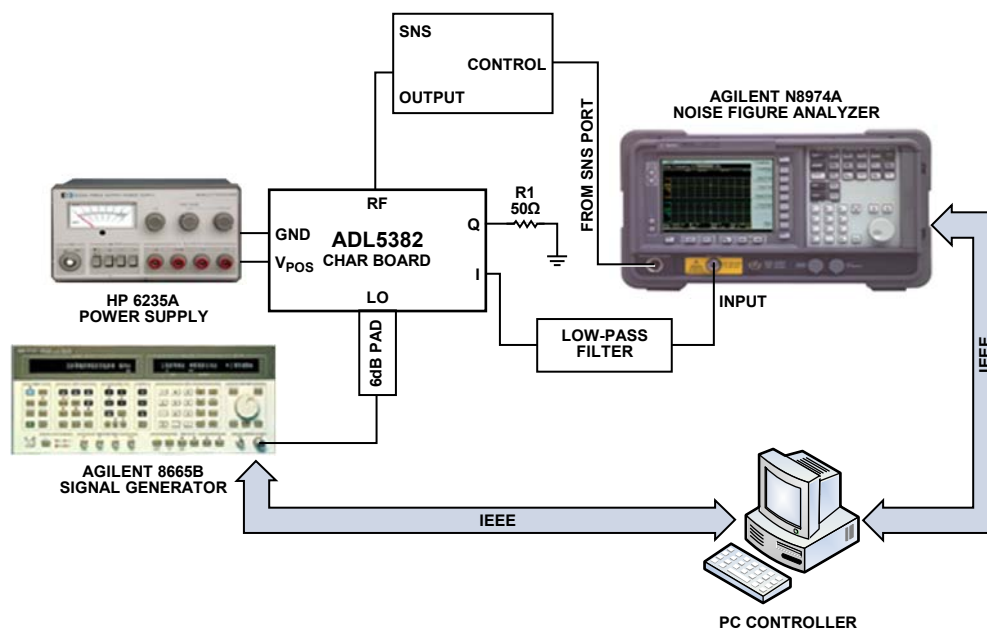 SNS
CONTROL
OUTPUT
AGILENT N8974A
NOISE FIGURE ANALYZER
FROM SNS PORT
RF
GND
ADL5382
CHAR BOARD
VPOS
LO
Q
I
R1
50Ω
HP 6235A
POWER SUPPLY
INPUT
LOW-PASS
FILTER
6dB PAD
IEEE
AGILENT 8665B
SIGNAL GENERATOR
IEEE
PC CONTROLLER